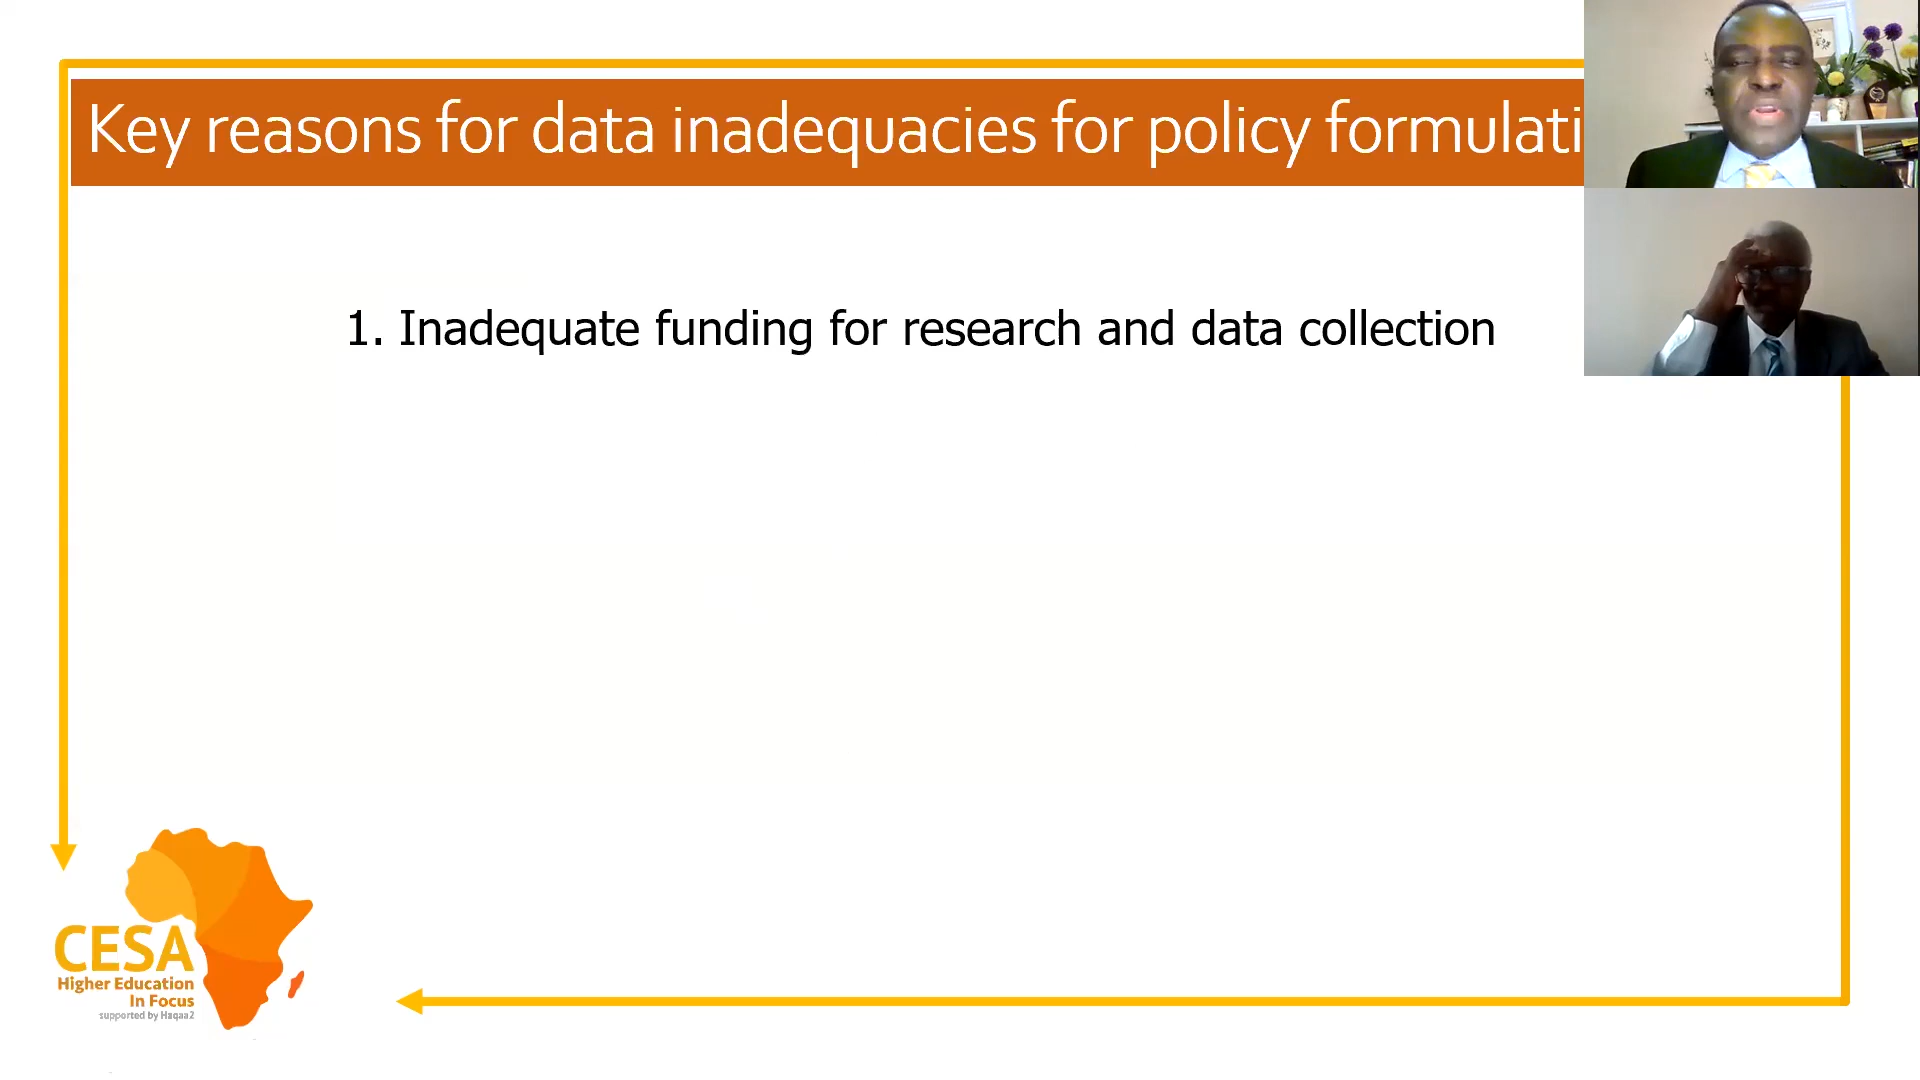 Key reasons for data inadequacies for policy formulati
1. Inadequate funding for research and data collection
CESA
Higher Education
In Focus
supported by Haqaa2